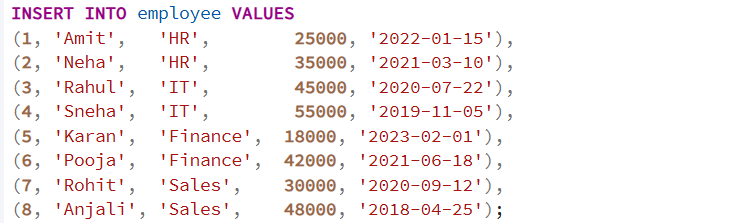 INSERT INTO employee VALUES
(1, 'Amit',   'HR',        25000, '2022-01-15'),
(2, 'Neha',   'HR',        35000, '2021-03-10'),
(3, 'Rahul',  'IT',        45000, '2020-07-22'),
(4, 'Sneha',  'IT',        55000, '2019-11-05'),
(5, 'Karan',  'Finance',  18000, '2023-02-01'),
(6, 'Pooja',  'Finance',  42000, '2021-06-18'),
(7, 'Rohit',  'Sales',    30000, '2020-09-12'),
(8, 'Anjali', 'Sales',    48000, '2018-04-25');